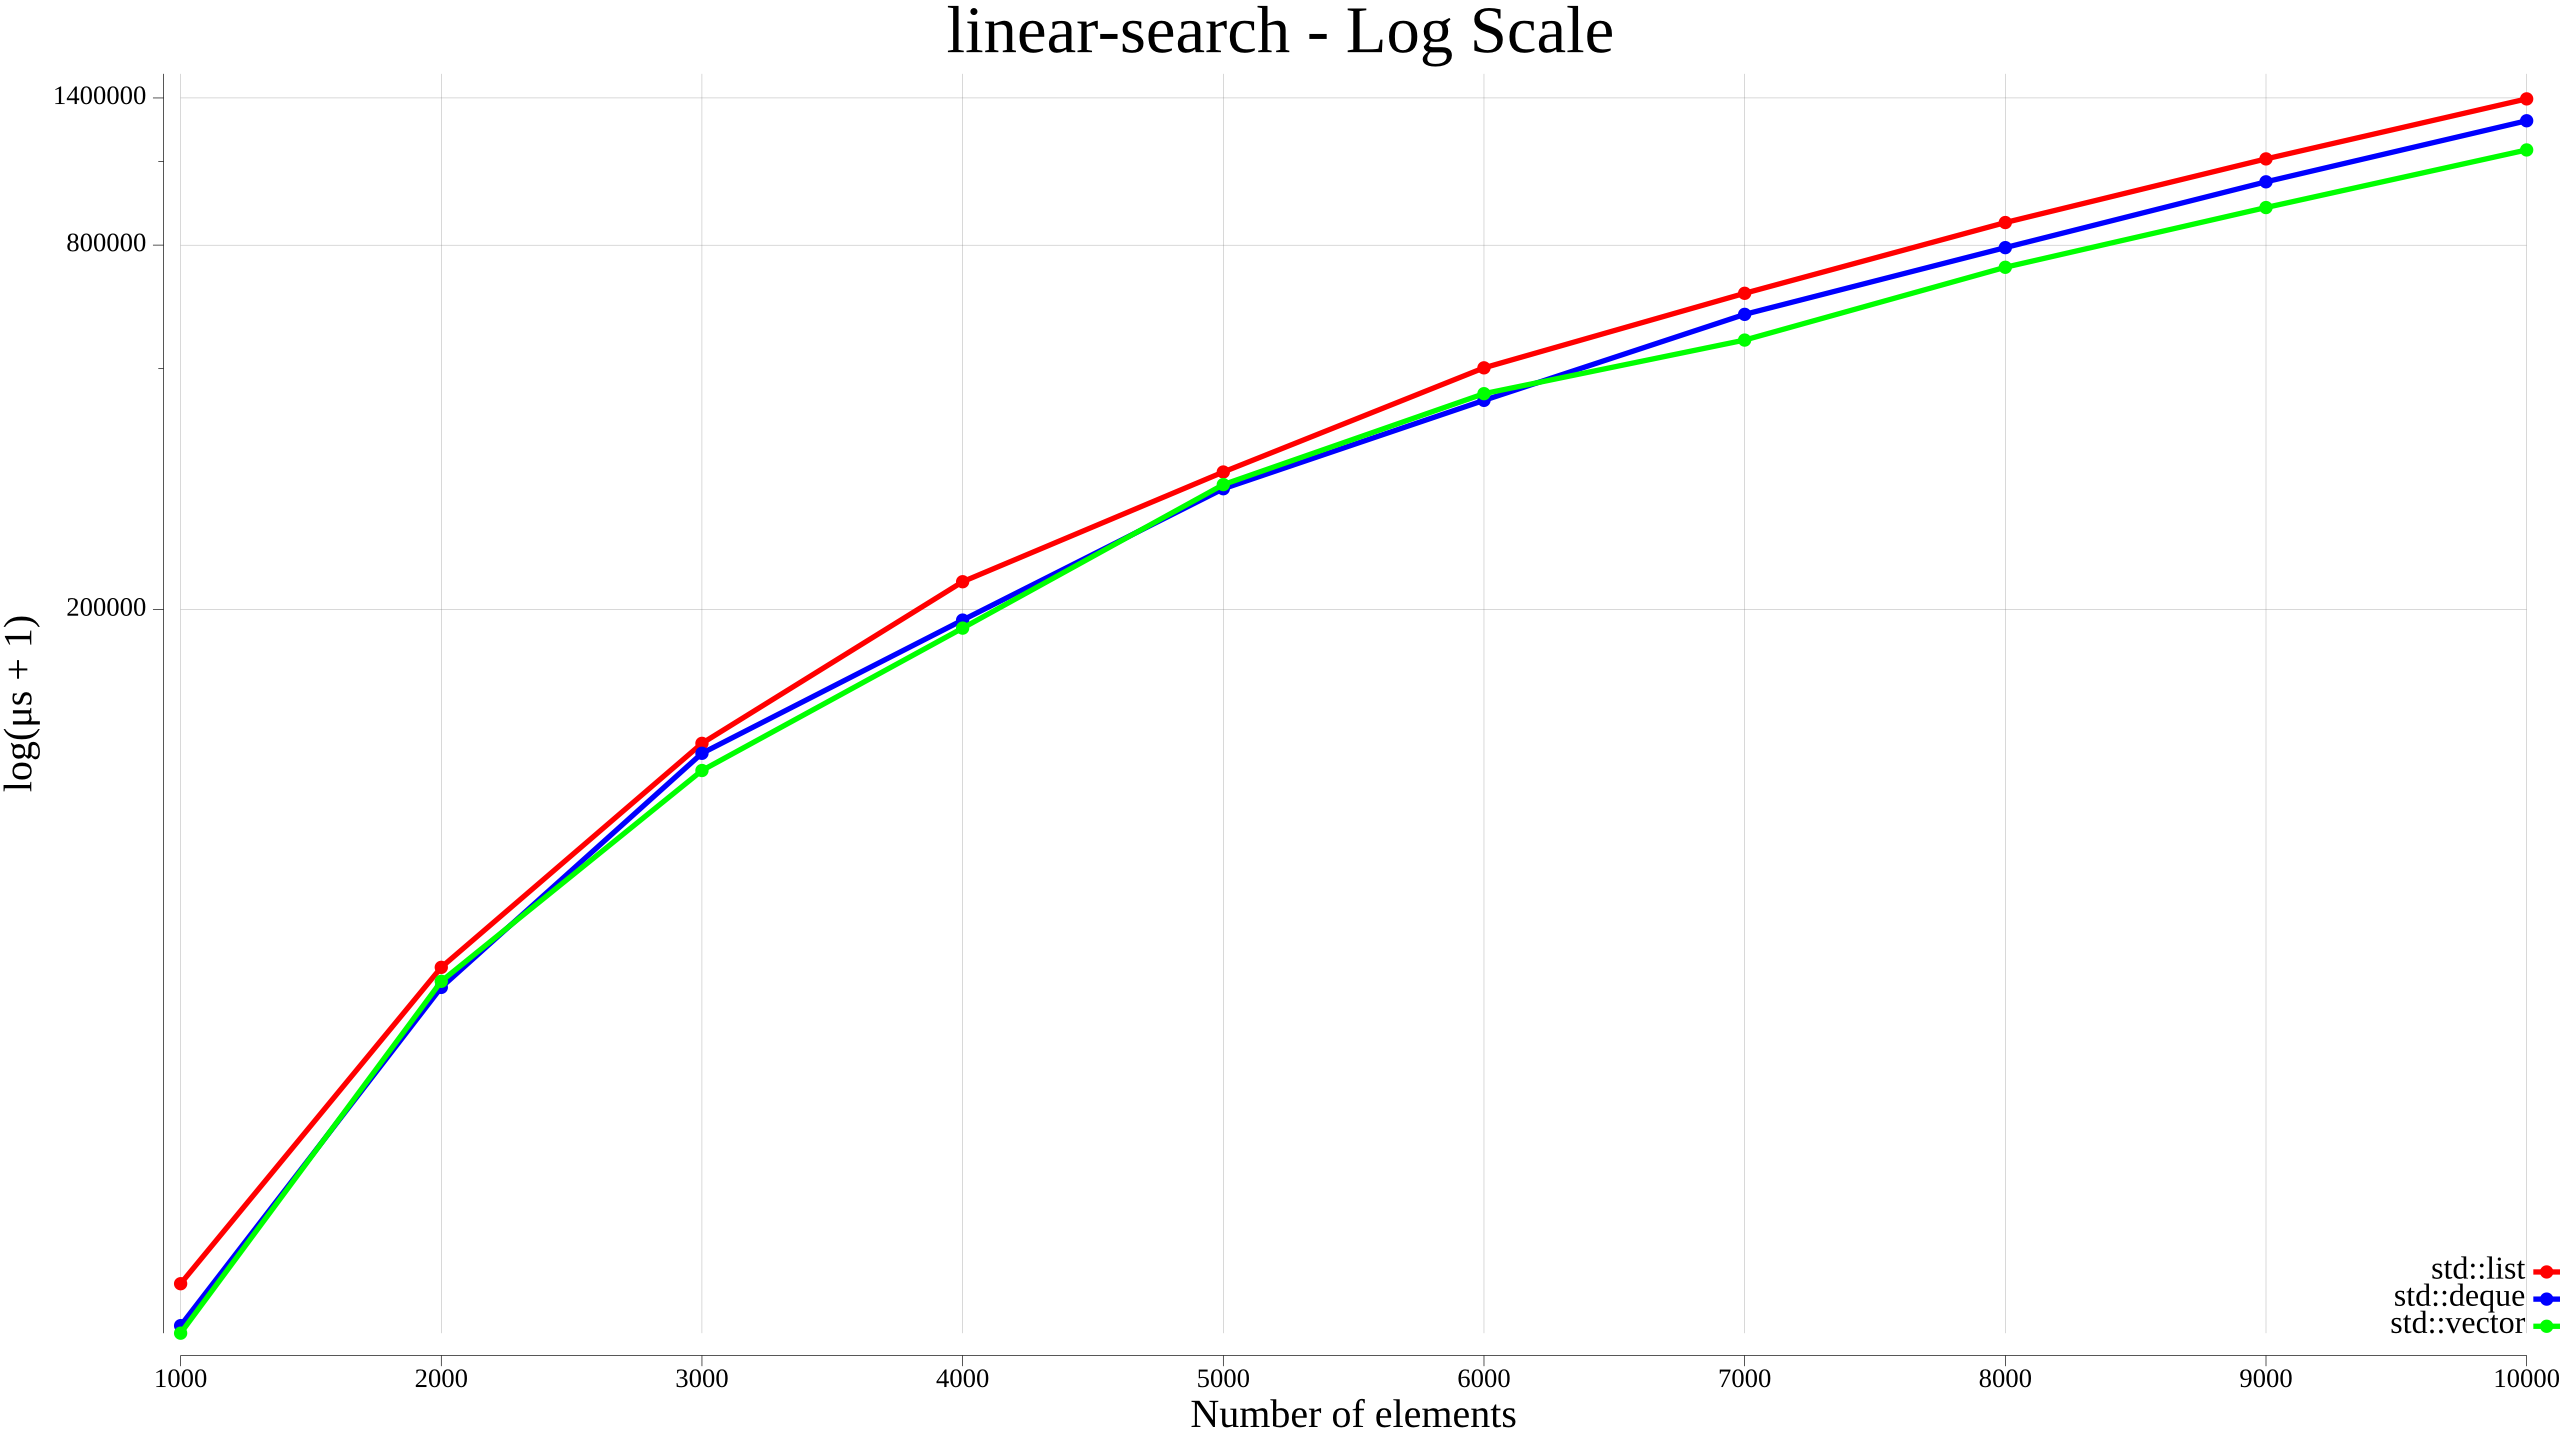 linear-search - Log Scale
1400000
800000
200000
log(μs + 1)
std::list
std::deque
std::vector
1000 2000 3000 4000 5000 6000 7000 8000 9000 10000
Number of elements